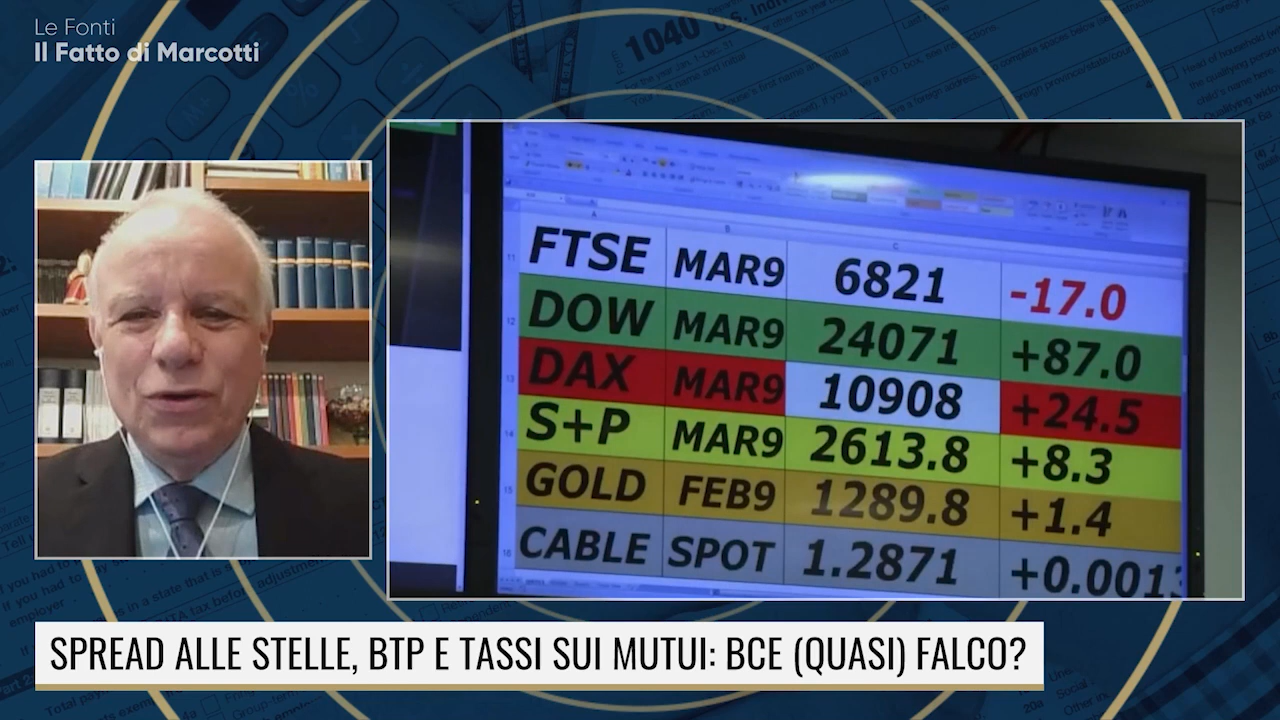 Le Fonti
Il Fatto di Marcotti
FTSE MAR9 6821 -17.0
DOW MAR9 24071 +87.0
DAX MAR9 10908 +24.5
S+P MAR9 2613.8 +8.3
GOLD FEB9 1289.8 +1.4
CABLE SPOT 1.2871 +0.001
SPREAD ALLE STELLE, BTP E TASSI SUI MUTUI: BCE (QUASI) FALCO?